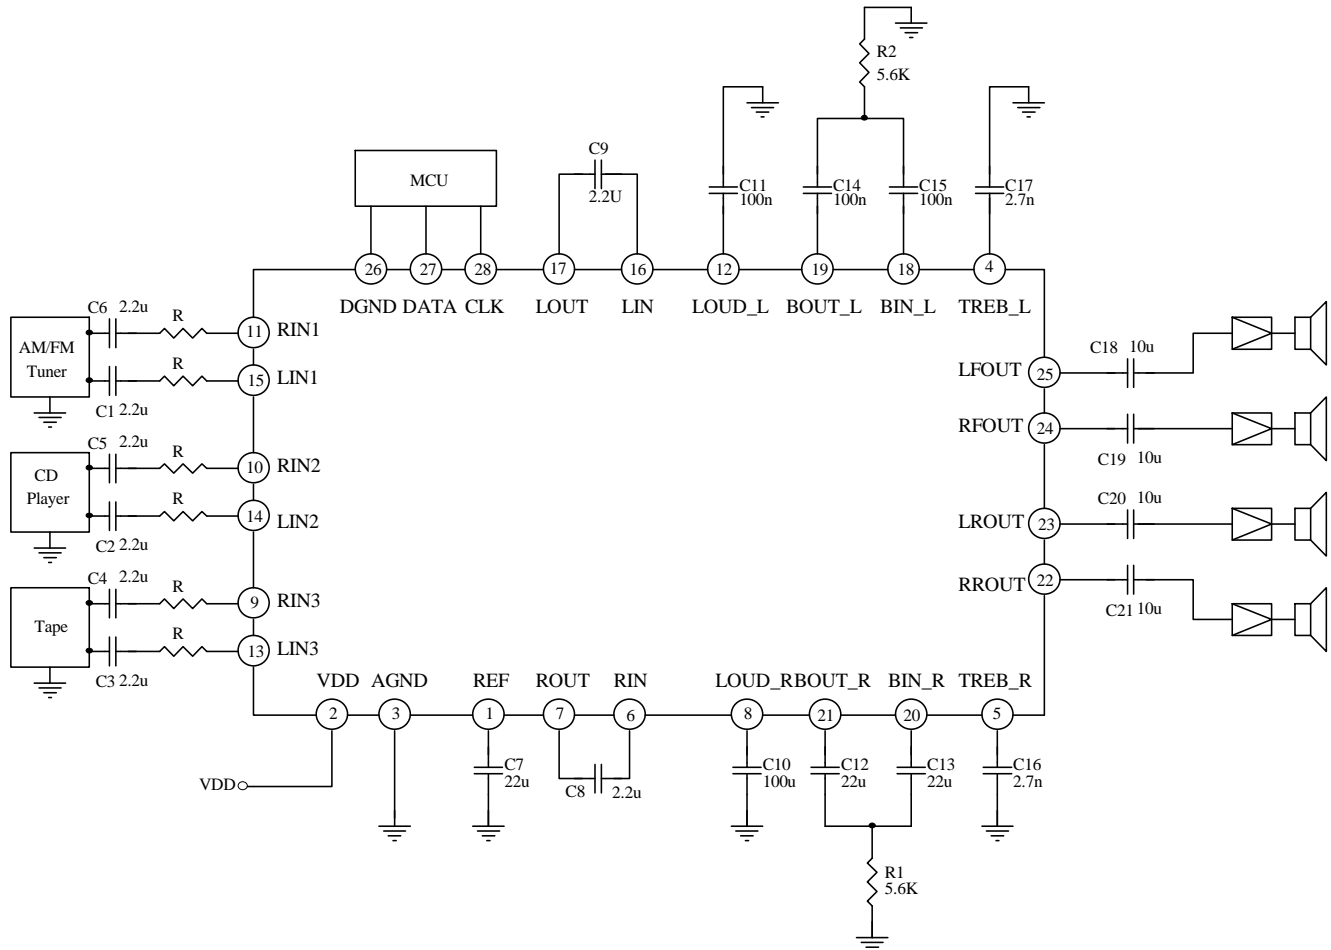 R2
5.6K
C9
2.2U
MCU
C11
100n
C14
100n
C15
100n
C17
2.7n
26
27
28
17
16
12
19
18
4
DGND
DATA
CLK
LOUT
LIN
LOUD_L
BOUT_L
BIN_L
TREB_L
C6
2.2u
R
11
RIN1
AM/FM
Tuner
R
15
LIN1
C1
2.2u
C5
2.2u
R
10
RIN2
CD
Player
R
14
LIN2
C2
2.2u
C4
2.2u
R
9
RIN3
Tape
R
13
LIN3
C3
2.2u
LFOUT
25
C18
10u
RFOUT
24
C19
10u
LROUT
23
C20
10u
RROUT
22
C21
10u
VDD
AGND
REF
ROUT
RIN
LOUD_R
BOUT_R
BIN_R
TREB_R
2
3
1
7
6
8
21
20
5
VDD
C7
22u
C8
2.2u
C10
100u
C12
22u
C13
22u
C16
2.7n
R1
5.6K